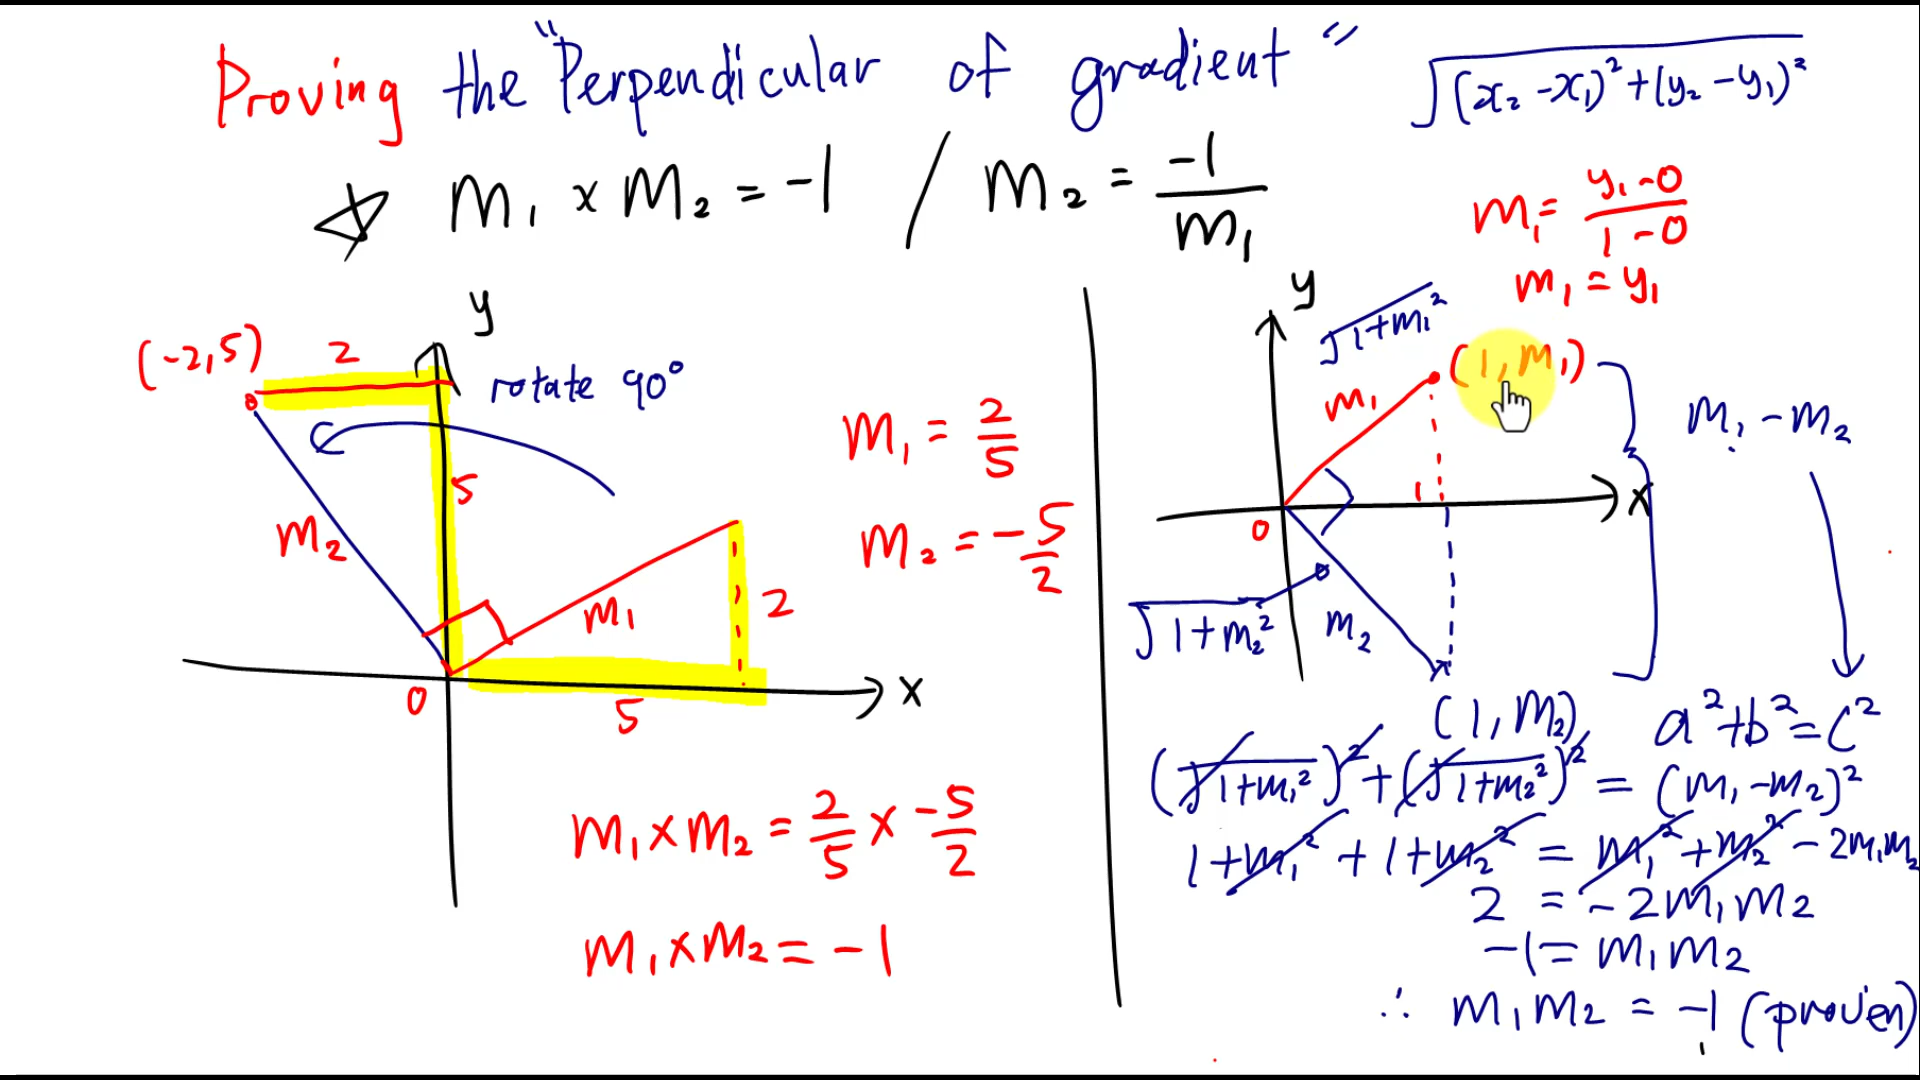 Proving the "Perpendicular of gradient"
√((x₂ - x₁)² + (y₂ - y₁)²)
m₁ × m₂ = -1 / m₂ = -1/m₁
m₁ = (y₁ - 0)/(1 - 0)
m₁ = y₁
y
(-2,5)
2
rotate 90°
5
m₂
m₁
2
0
5
x
m₁ = 2/5
m₂ = -5/2
m₁ × m₂ = 2/5 × -5/2
m₁ × m₂ = -1
y
√(1+m₁²)
(1, m₁)
m₁
m₁ - m₂
1
x
0
√(1+m₂²)
m₂
(1, m₂)
a² + b² = c²
(√(1+m₁²))² + (√(1+m₂²))² = (m₁ - m₂)²
1 + m₁² + 1 + m₂² = m₁² + m₂² - 2m₁m₂
2 = -2m₁m₂
-1 = m₁m₂
∴ m₁m₂ = -1 (proven)